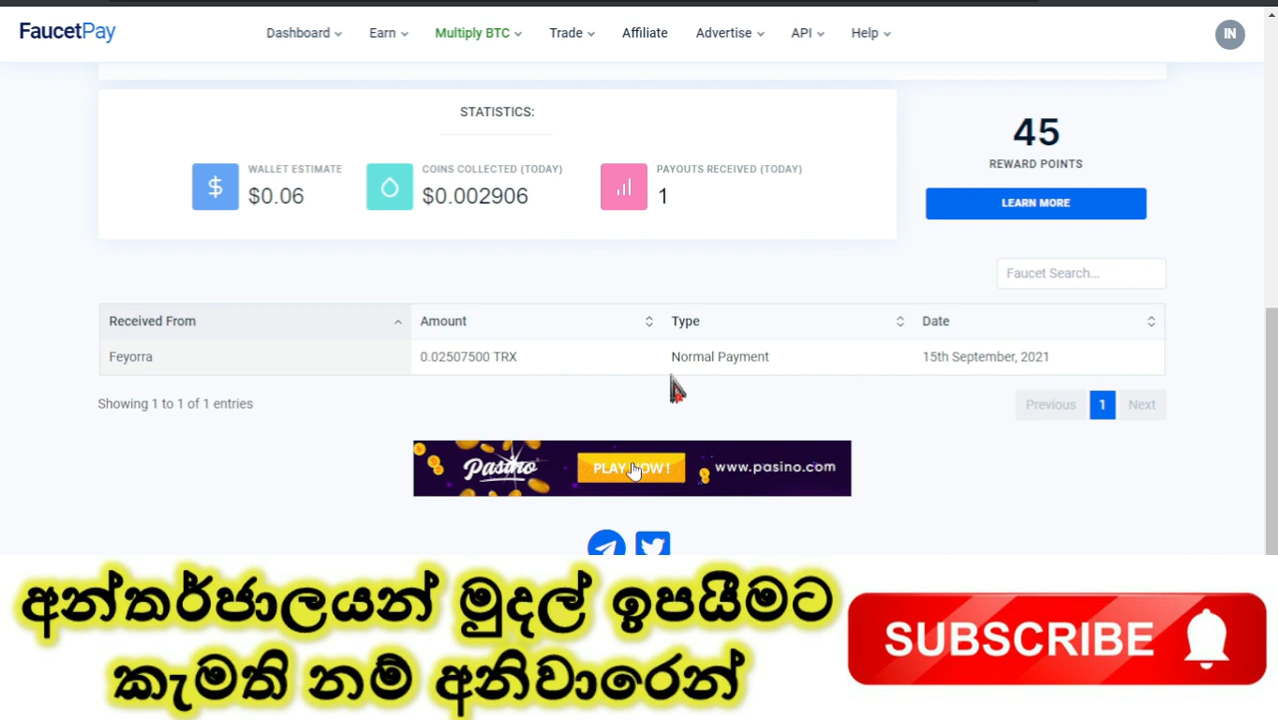 FaucetPay
Dashboard Earn Multiply BTC Trade Affiliate Advertise API Help IN
STATISTICS:
WALLET ESTIMATE
$0.06
COINS COLLECTED (TODAY)
$0.002906
PAYOUTS RECEIVED (TODAY)
1
45
REWARD POINTS
LEARN MORE
Faucet Search...
Received From Amount Type Date
Feyorra 0.02507500 TRX Normal Payment 15th September, 2021
Showing 1 to 1 of 1 entries
Previous 1 Next
Pasino PLAY NOW! www.pasino.com
අන්තර්ජාලයන් මුදල් ඉපයීමට
කැමති නම් අනිවාරෙන්
SUBSCRIBE